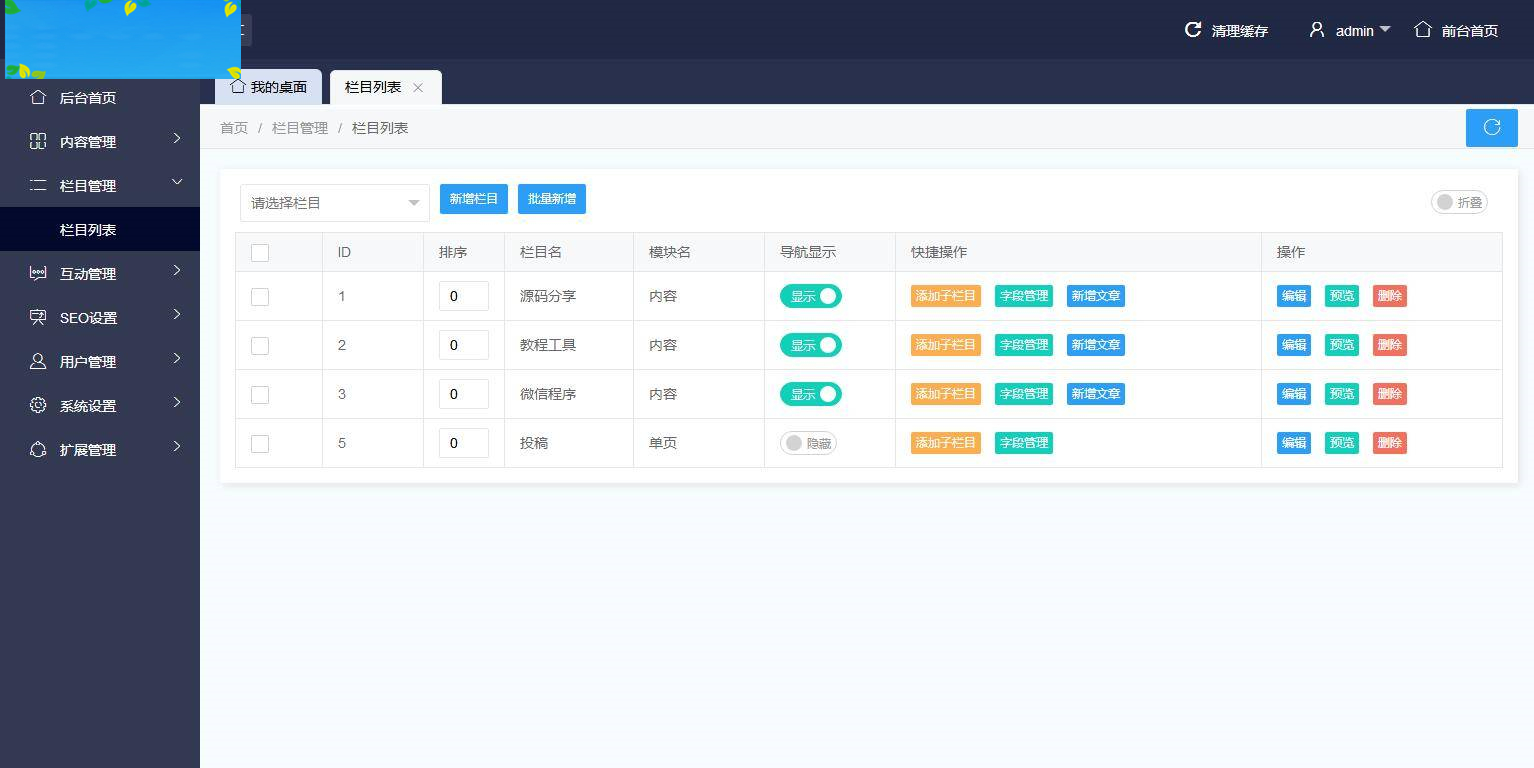 清理缓存 admin 前台首页
我的桌面 栏目列表
首页 / 栏目管理 / 栏目列表
后台首页
内容管理
栏目管理
栏目列表
互动管理
SEO设置
用户管理
系统设置
扩展管理
请选择栏目 新增栏目 批量新增 折叠
ID 排序 栏目名 模块名 导航显示 快捷操作 操作
1 0 源码分享 内容 显示 添加子栏目 字段管理 新增文章 编辑 预览 删除
2 0 教程工具 内容 显示 添加子栏目 字段管理 新增文章 编辑 预览 删除
3 0 微信程序 内容 显示 添加子栏目 字段管理 新增文章 编辑 预览 删除
5 0 投稿 单页 隐藏 添加子栏目 字段管理 编辑 预览 删除